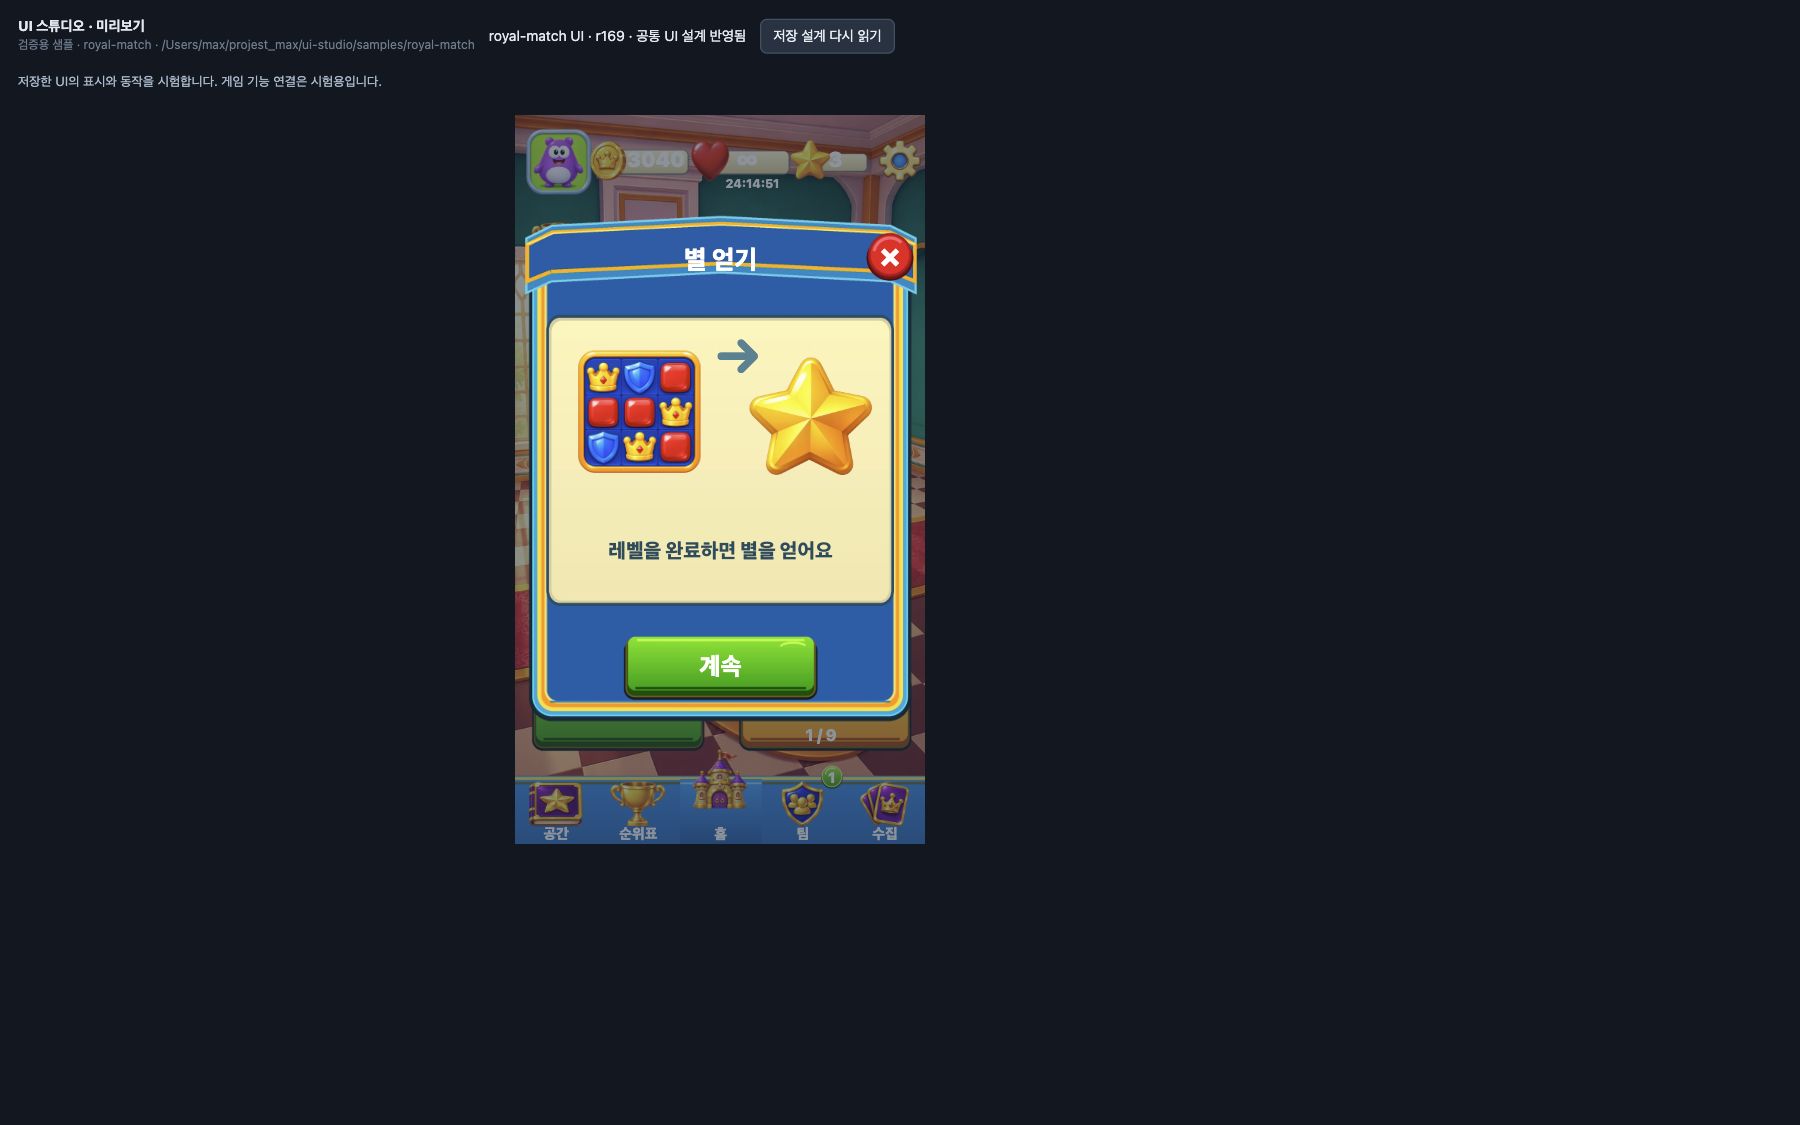 UI 스튜디오 · 미리보기
검증용 샘플 · royal-match · /Users/max/projest_max/ui-studio/samples/royal-match
royal-match UI · r169 · 공통 UI 설계 반영됨
저장 설계 다시 읽기
저장한 UI의 표시와 동작을 시험합니다. 게임 기능 연결은 시험용입니다.
3040
∞
3
24:14:51
별 얻기
레벨을 완료하면 별을 얻어요
계속
1/9
1
공간
순위표
홈
팀
수집